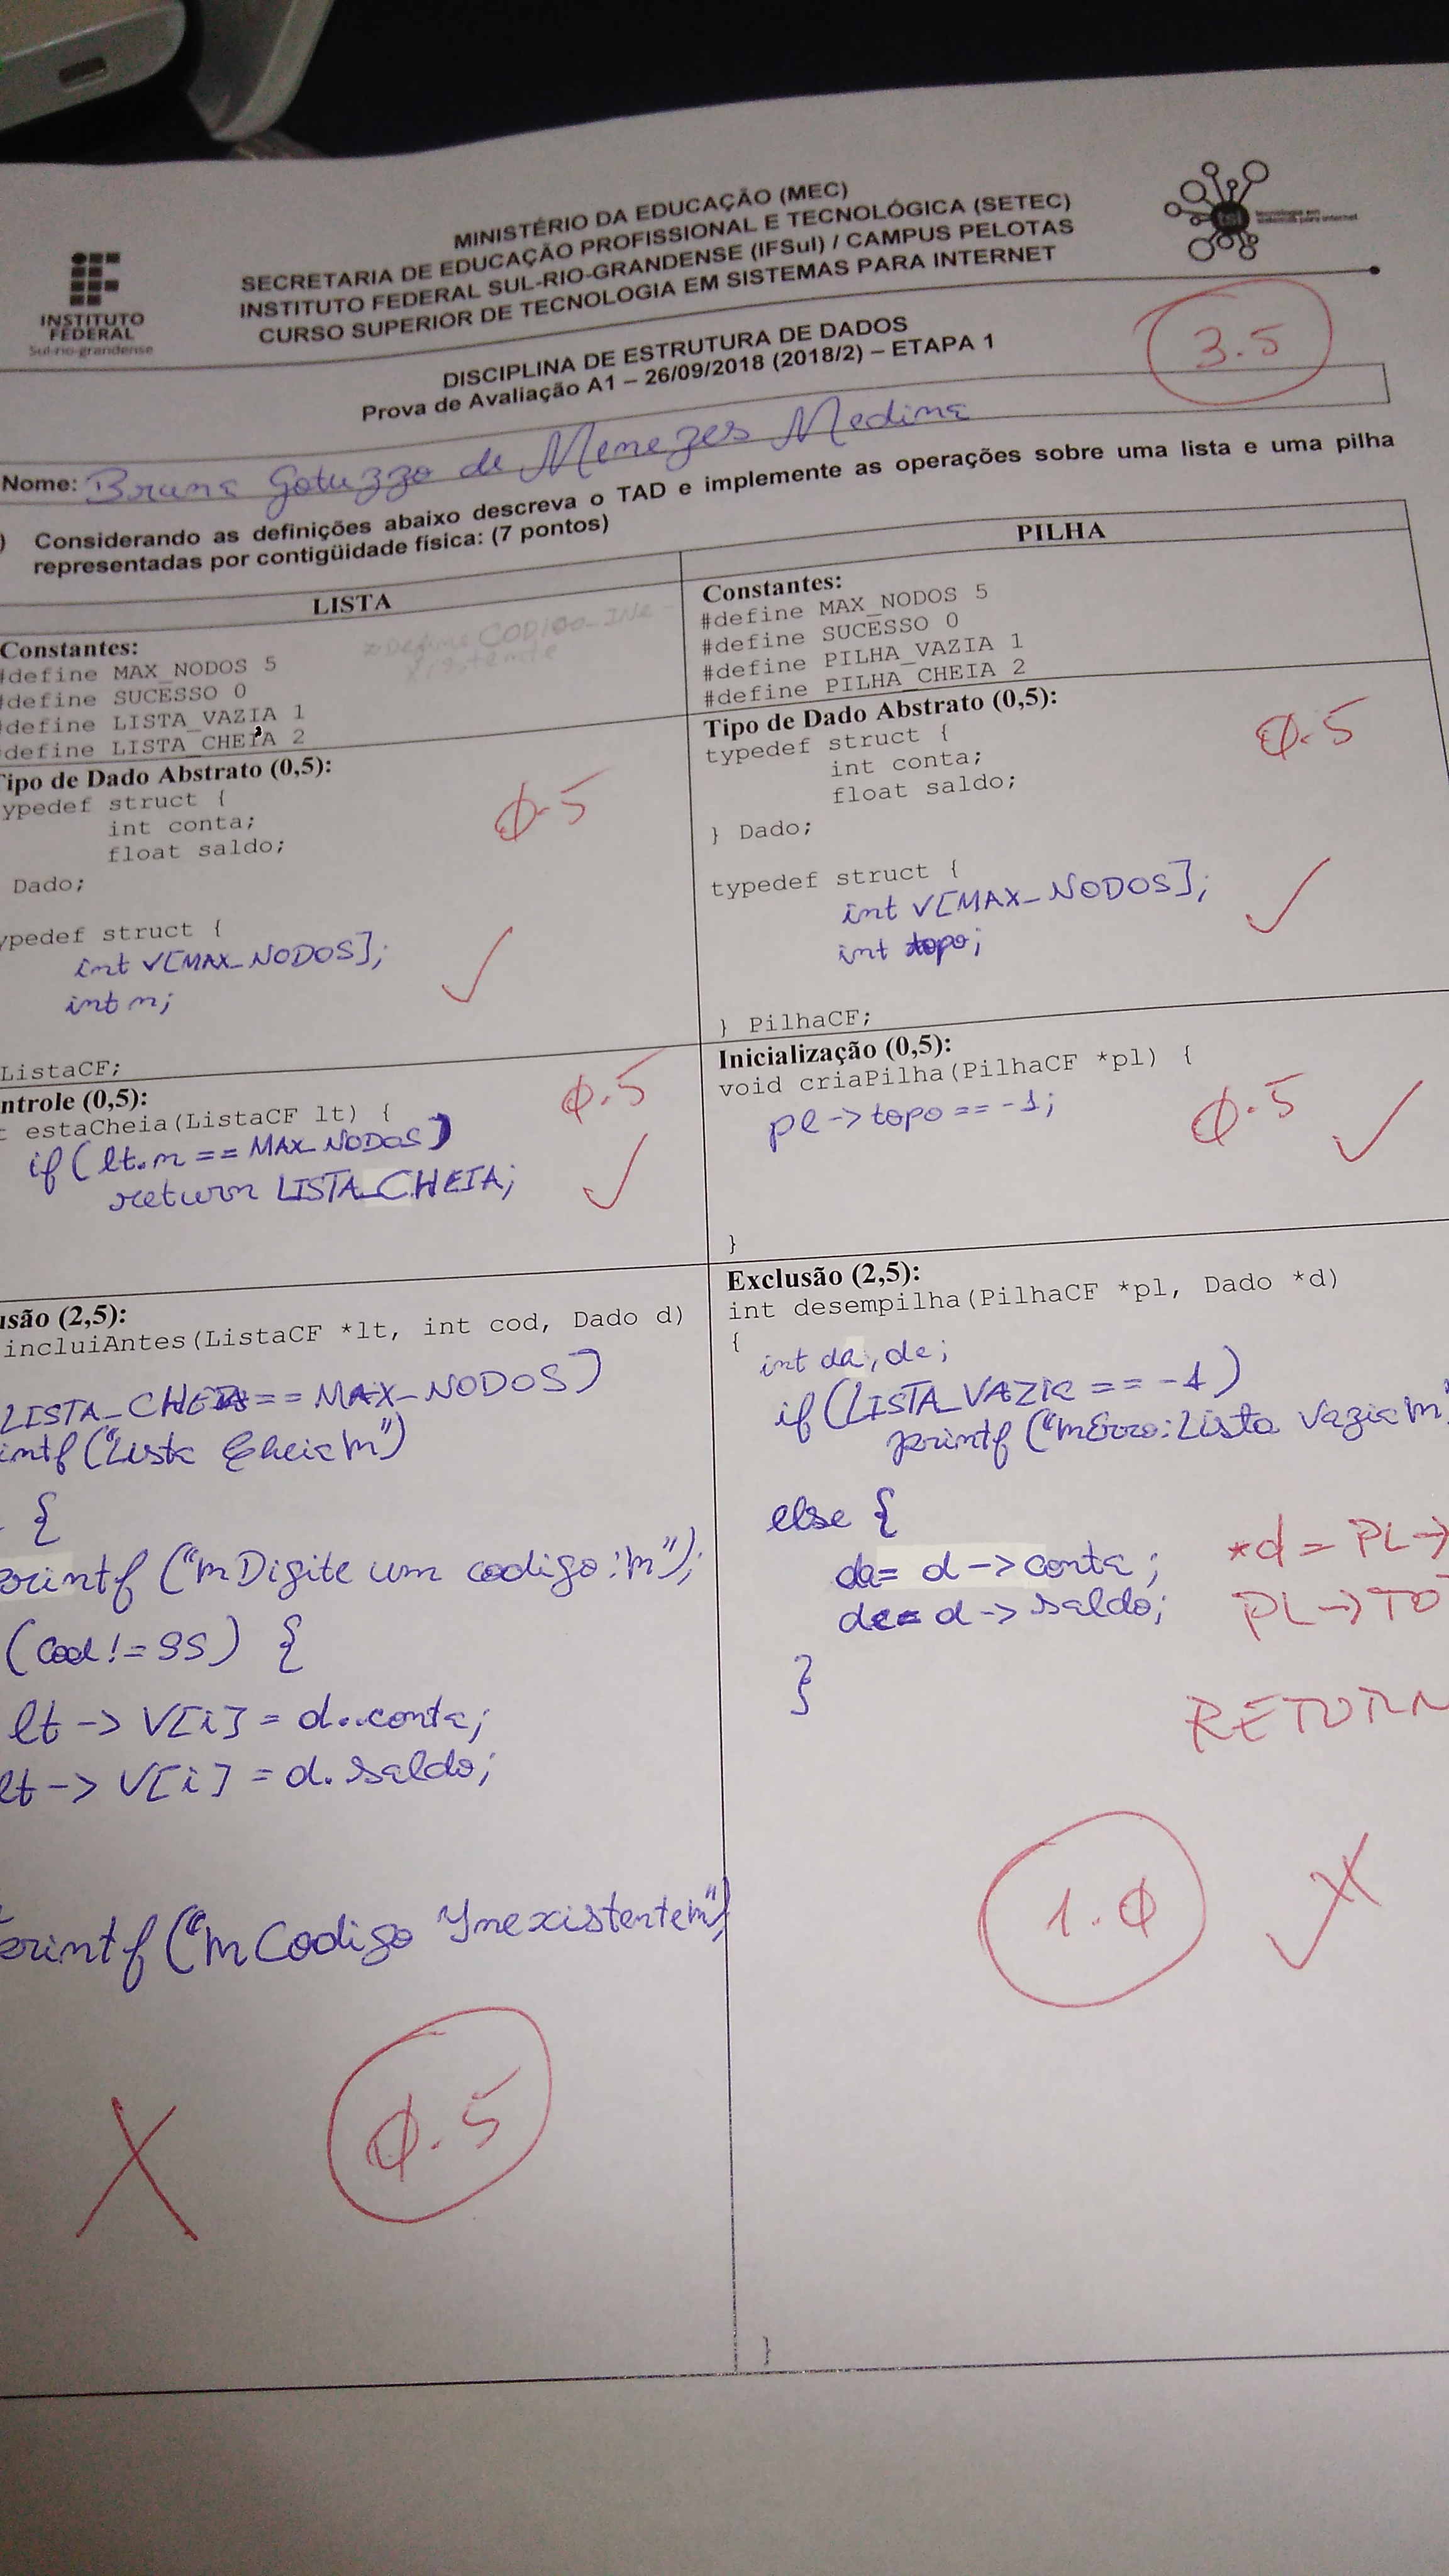 MINISTÉRIO DA EDUCAÇÃO (MEC)
SECRETARIA DE EDUCAÇÃO PROFISSIONAL E TECNOLÓGICA (SETEC)
INSTITUTO FEDERAL SUL-RIO-GRANDENSE (IFSul) / CAMPUS PELOTAS
CURSO SUPERIOR DE TECNOLOGIA EM SISTEMAS PARA INTERNET
INSTITUTO
FEDERAL
Sul-rio-grandense
tsi
tecnologia em
sistemas para internet
DISCIPLINA DE ESTRUTURA DE DADOS
Prova de Avaliação A1 – 26/09/2018 (2018/2) – ETAPA 1
3.5
Nome: Bruna Gotuzzo de Menezes Medina
) Considerando as definições abaixo descreva o TAD e implemente as operações sobre uma lista e uma pilha
representadas por contigüidade física: (7 pontos)
LISTA
Constantes:
#define MAX_NODOS 5
#define SUCESSO 0
#define LISTA_VAZIA 1
#define LISTA_CHEIA 2
#Define CODIGO_INe-
Xistente
Tipo de Dado Abstrato (0,5):
ypedef struct {
int conta;
float saldo;
Dado;
0.5
ypedef struct {
int v[MAX_NODOS];
int n;
ListaCF;
ntrole (0,5):
t estaCheia(ListaCF lt) {
if (lt.n == MAX_NODOS)
return LISTA_CHEIA;
0.5
usão (2,5):
incluiAntes(ListaCF *lt, int cod, Dado d)
LISTA_CHEIA == MAX_NODOS)
intf ("Lista Cheia\n")
{
printf ("\nDigite um codigo:\n");
(cod != 99) {
lt -> V[i] = d.conta;
lt -> V[i] = d.saldo;
printf ("\nCodigo Inexistente\n")
X
0.5
PILHA
Constantes:
#define MAX_NODOS 5
#define SUCESSO 0
#define PILHA_VAZIA 1
#define PILHA_CHEIA 2
Tipo de Dado Abstrato (0,5):
typedef struct {
int conta;
float saldo;
} Dado;
0.5
typedef struct {
int v[MAX_NODOS];
int topo;
} PilhaCF;
Inicialização (0,5):
void criaPilha(PilhaCF *pl) {
pl -> topo == -1;
0.5
}
Exclusão (2,5):
int desempilha(PilhaCF *pl, Dado *d)
{
int da, de;
if (LISTA_VAZIA == -1)
printf ("\nErro: Lista Vazia\n"
else {
da = d -> conta;
de = d -> saldo;
}
*d = PL ->
PL -> TO
RETURN
1.0
}